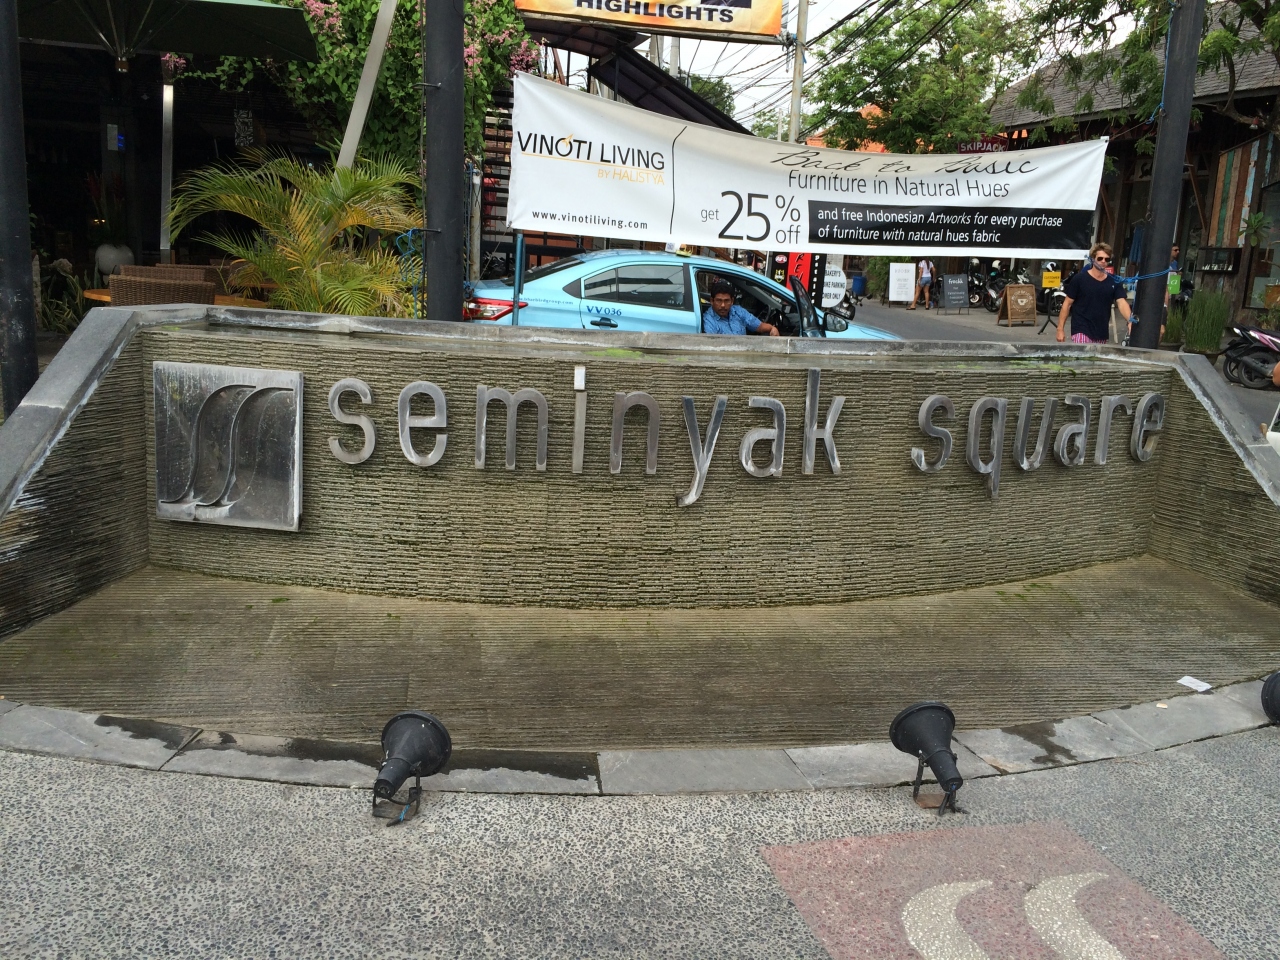 HIGHLIGHTS
VINOTI LIVING
BY HALISTYA
www.vinotiliving.com
Back to Basic
Furniture in Natural Hues
get 25% off
and free Indonesian Artworks for every purchase
of furniture with natural hues fabric
SKIPJACK
VV036
seminyak square